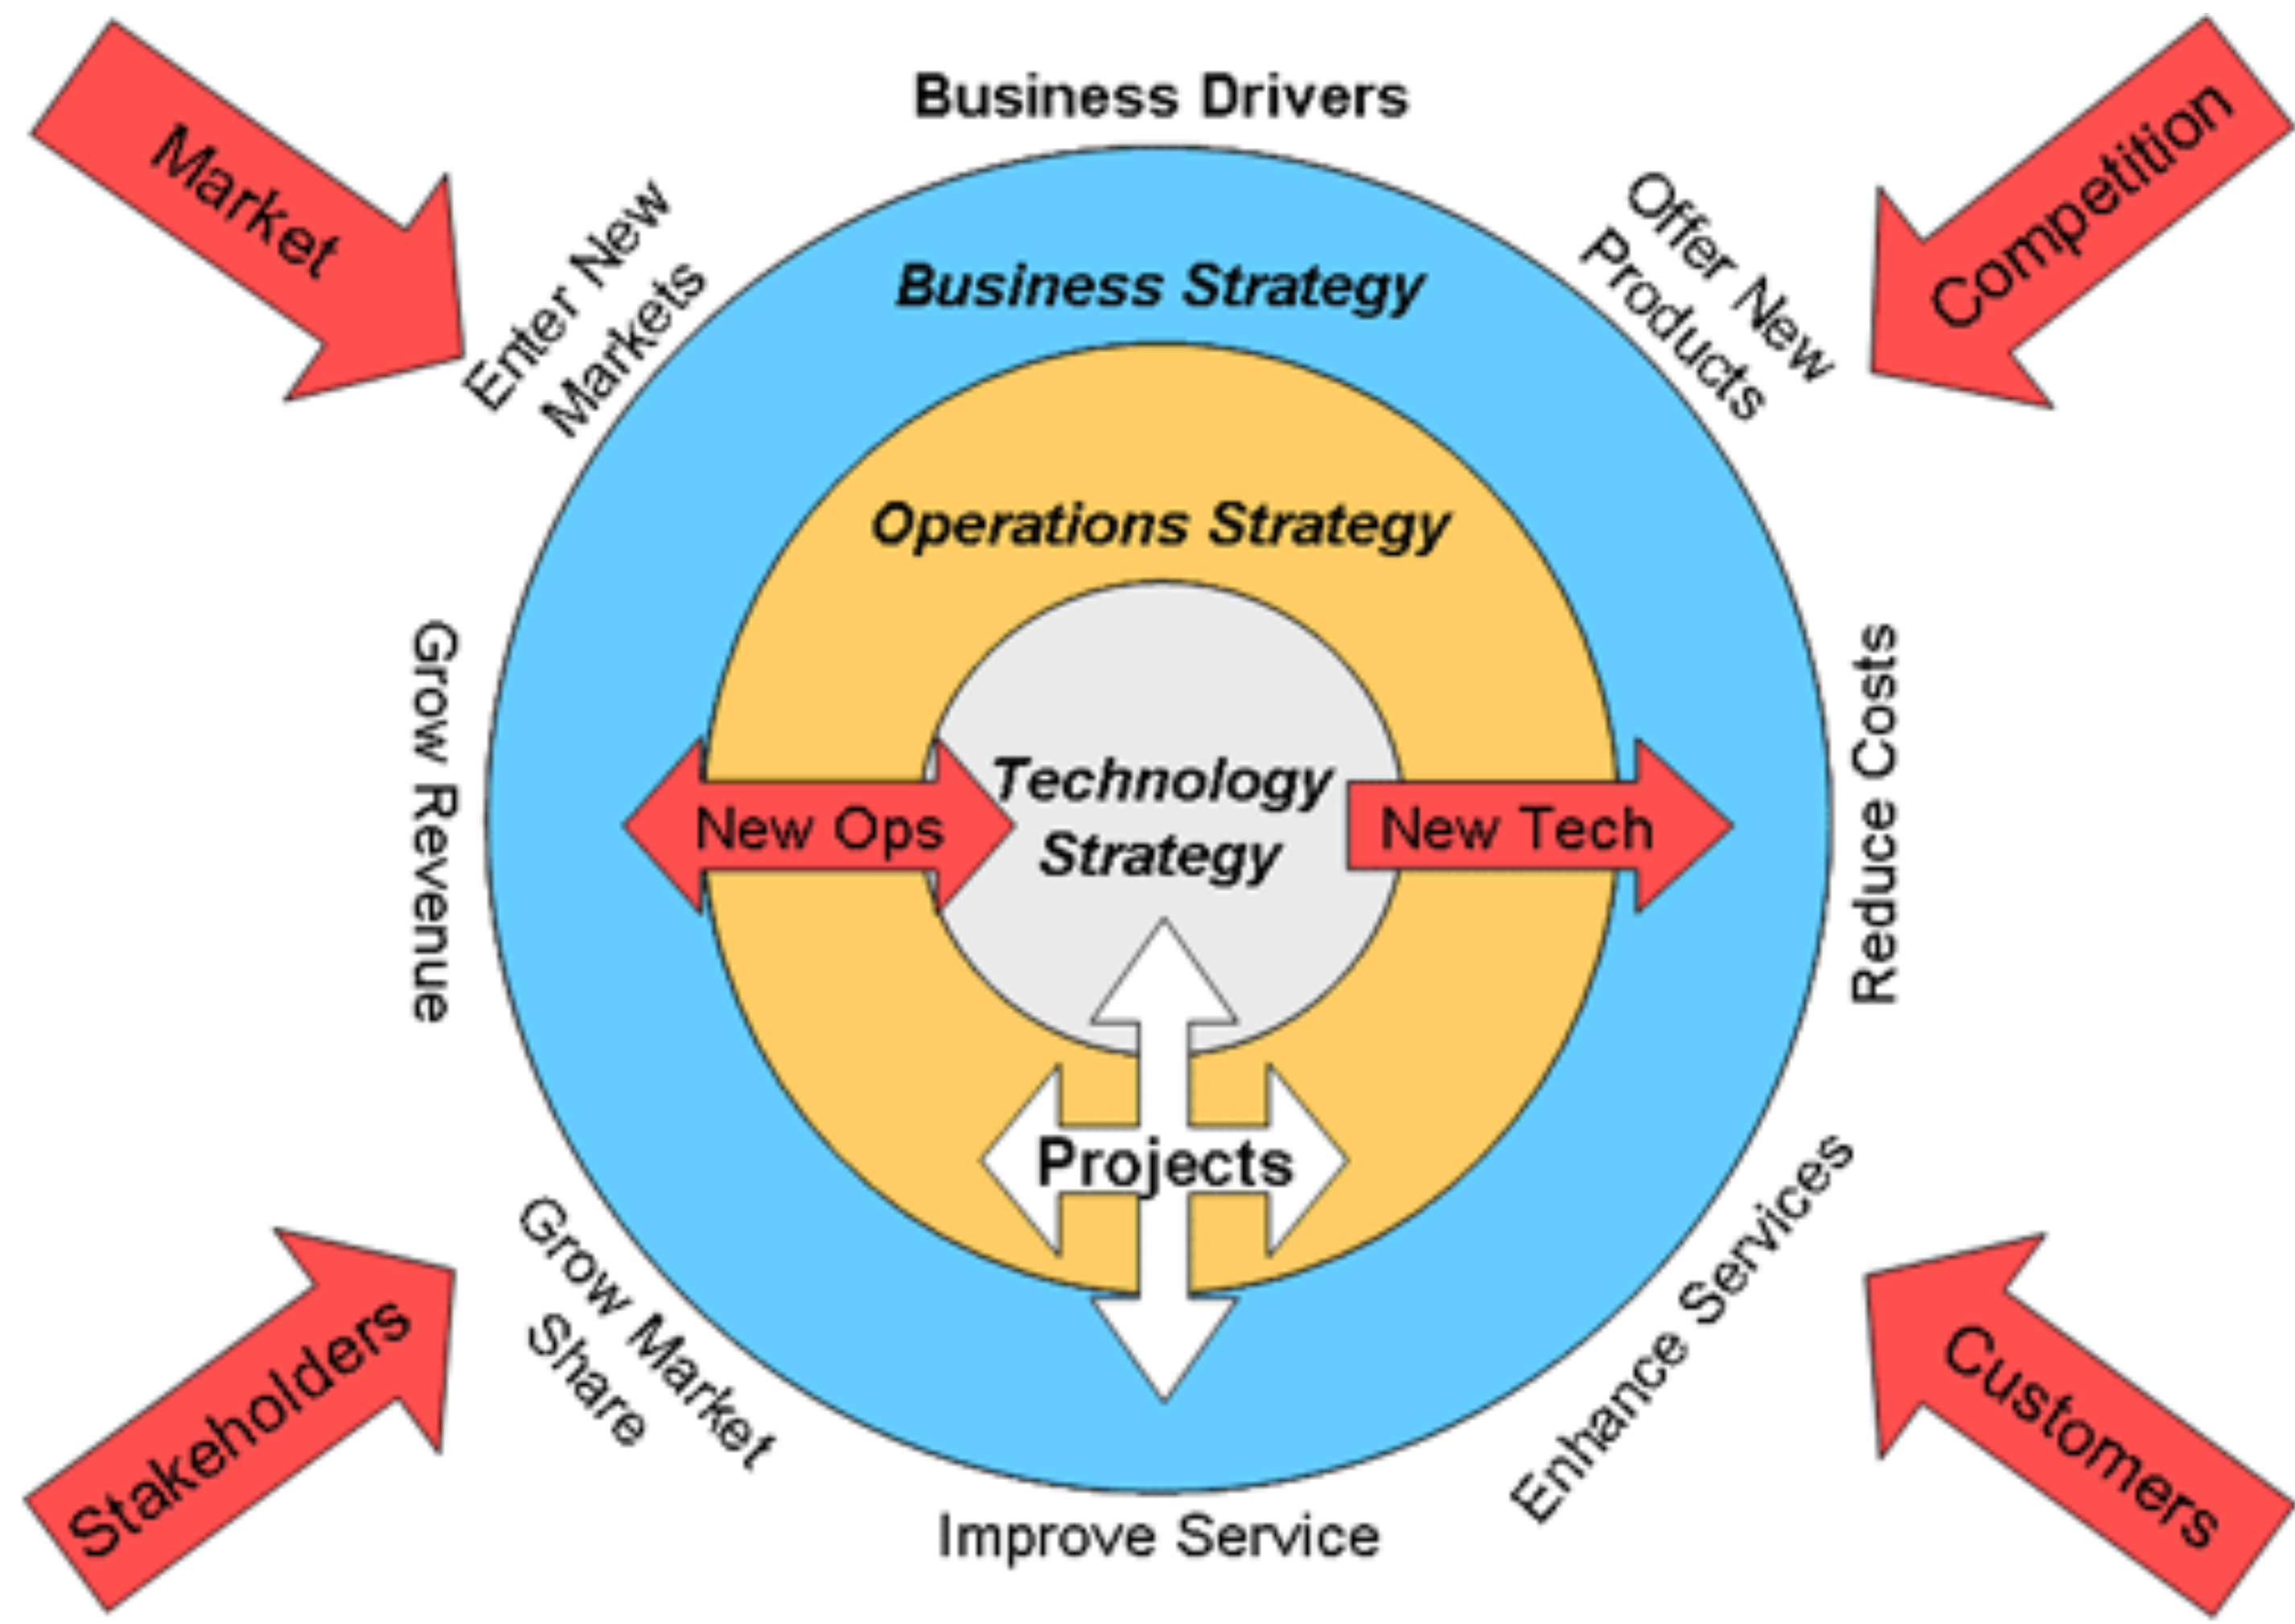 Business Drivers
Market
Competition
Enter New
Markets
Offer New
Products
Business Strategy
Operations Strategy
Grow Revenue
Reduce Costs
Technology
Strategy
New Ops
New Tech
Projects
Grow Market
Share
Enhance Services
Stakeholders
Customers
Improve Service